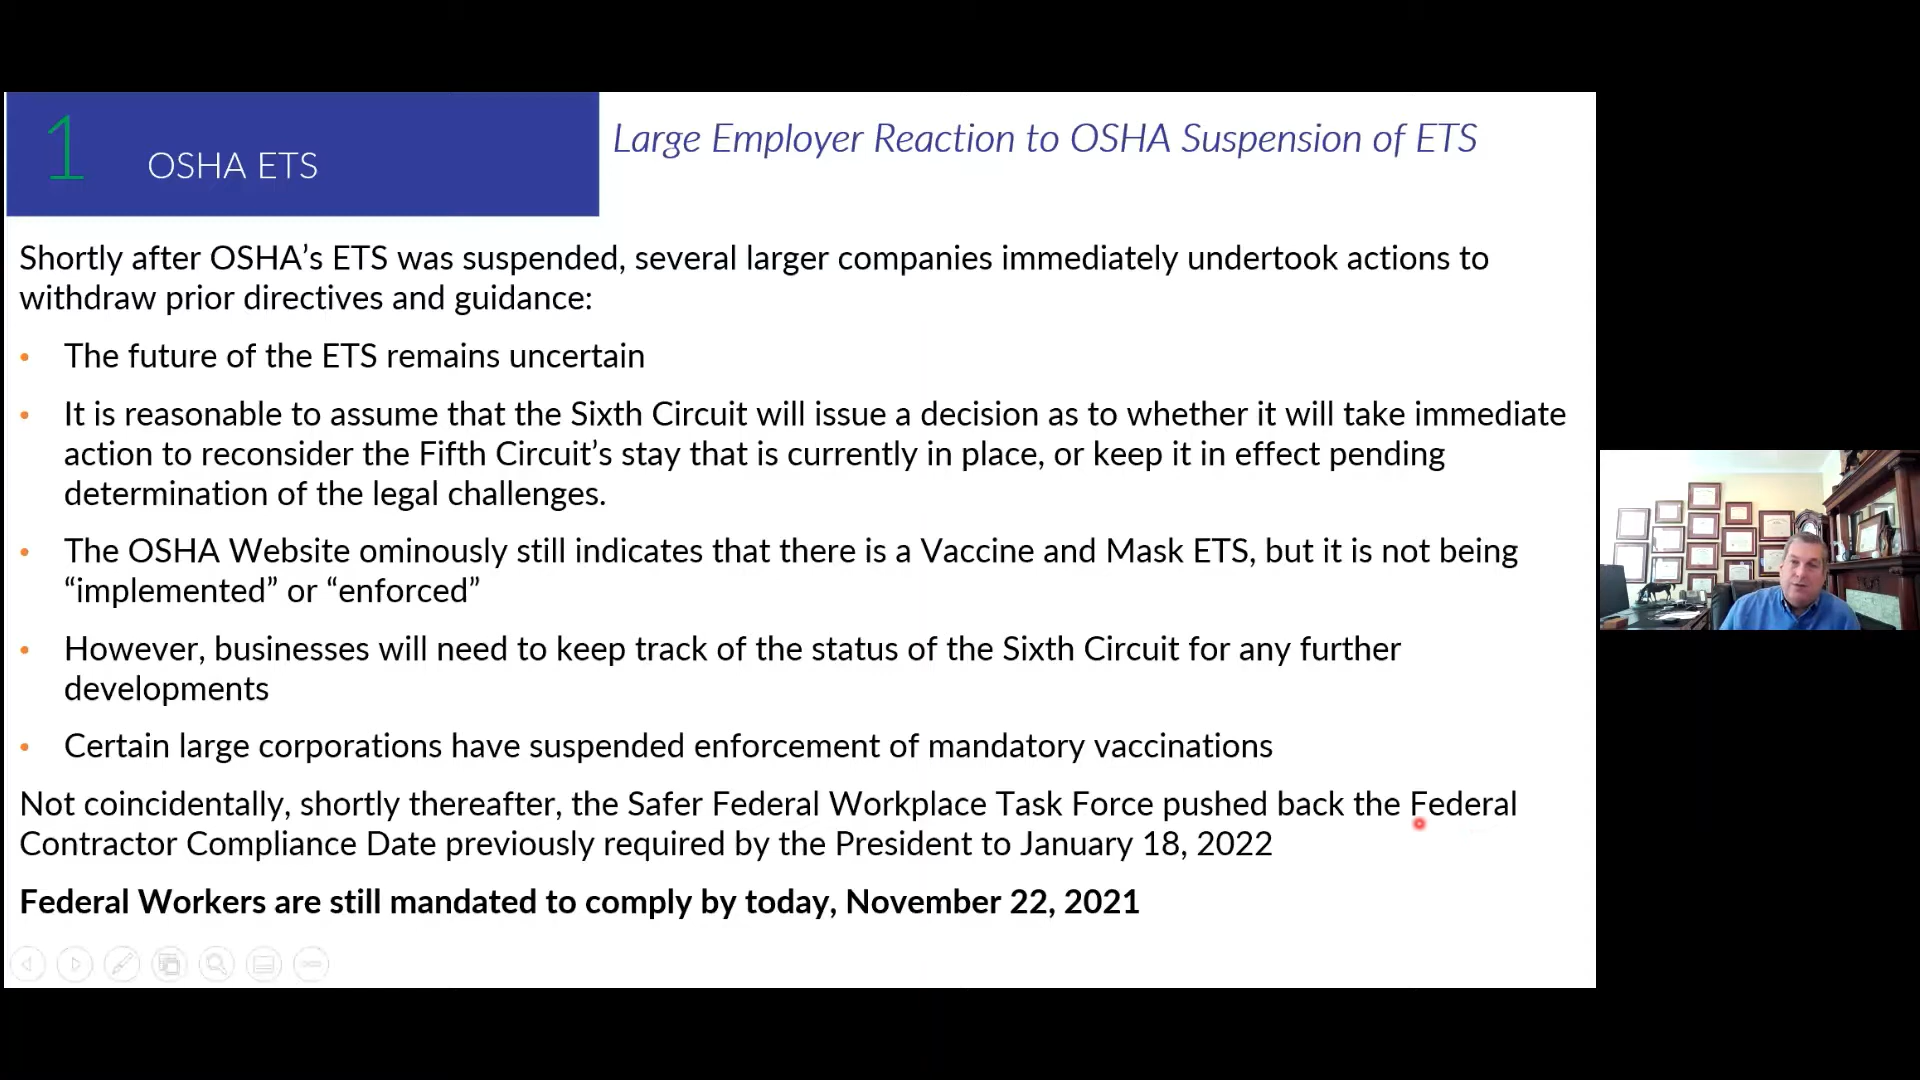 1
OSHA ETS
Large Employer Reaction to OSHA Suspension of ETS
Shortly after OSHA’s ETS was suspended, several larger companies immediately undertook actions to
withdraw prior directives and guidance:
• The future of the ETS remains uncertain
• It is reasonable to assume that the Sixth Circuit will issue a decision as to whether it will take immediate
action to reconsider the Fifth Circuit’s stay that is currently in place, or keep it in effect pending
determination of the legal challenges.
• The OSHA Website ominously still indicates that there is a Vaccine and Mask ETS, but it is not being
“implemented” or “enforced”
• However, businesses will need to keep track of the status of the Sixth Circuit for any further
developments
• Certain large corporations have suspended enforcement of mandatory vaccinations
Not coincidentally, shortly thereafter, the Safer Federal Workplace Task Force pushed back the Federal
Contractor Compliance Date previously required by the President to January 18, 2022
Federal Workers are still mandated to comply by today, November 22, 2021